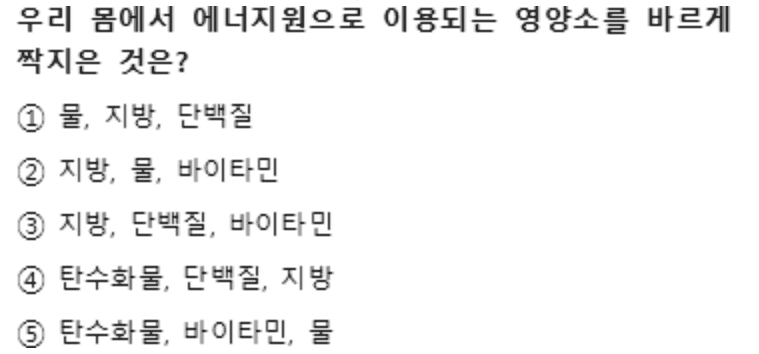 우리 몸에서 에너지원으로 이용되는 영양소를 바르게
짝지은 것은?
① 물, 지방, 단백질
② 지방, 물, 바이타민
③ 지방, 단백질, 바이타민
④ 탄수화물, 단백질, 지방
⑤ 탄수화물, 바이타민, 물